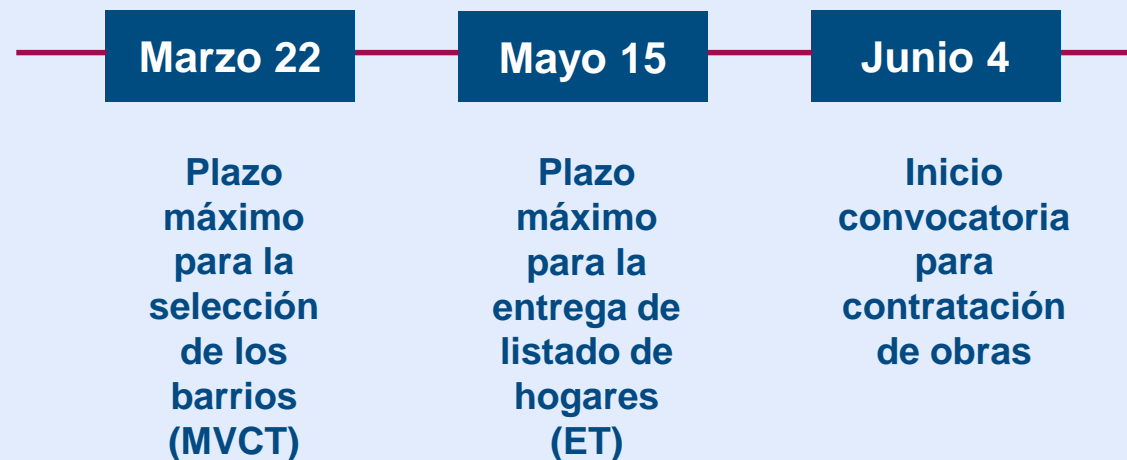 Marzo 22
Plazo
máximo
para la
selección
de los
barrios
(MVCT)
Mayo 15
Plazo
máximo
para la
entrega de
listado de
hogares
(ET)
Junio 4
Inicio
convocatoria
para
contratación
de obras